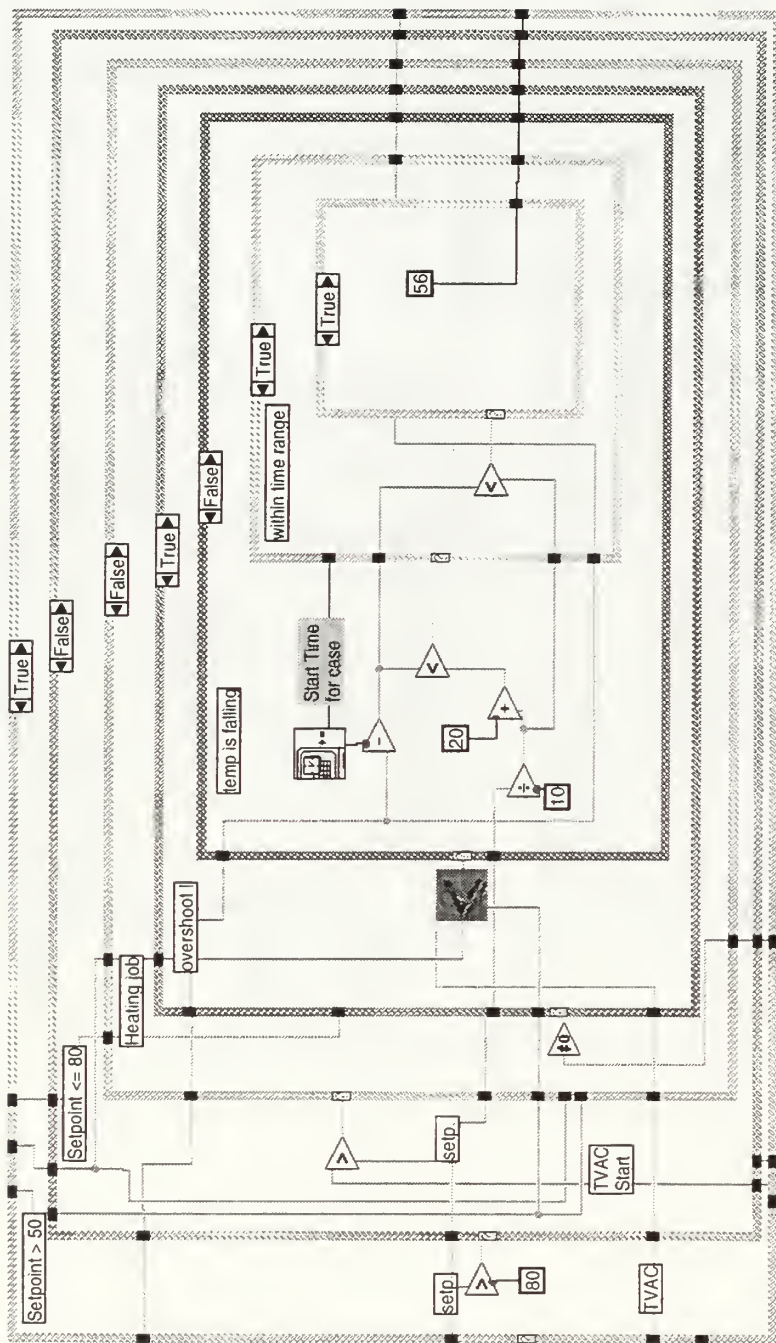 True
False
False
True
False
True
True
Setpoint > 50
Setpoint <= 80
Heating job
overshoot I
temp is falling
within time range
Start Time
for case
56
20
10
setp.
setp.
80
TVAC
Start
TVAC